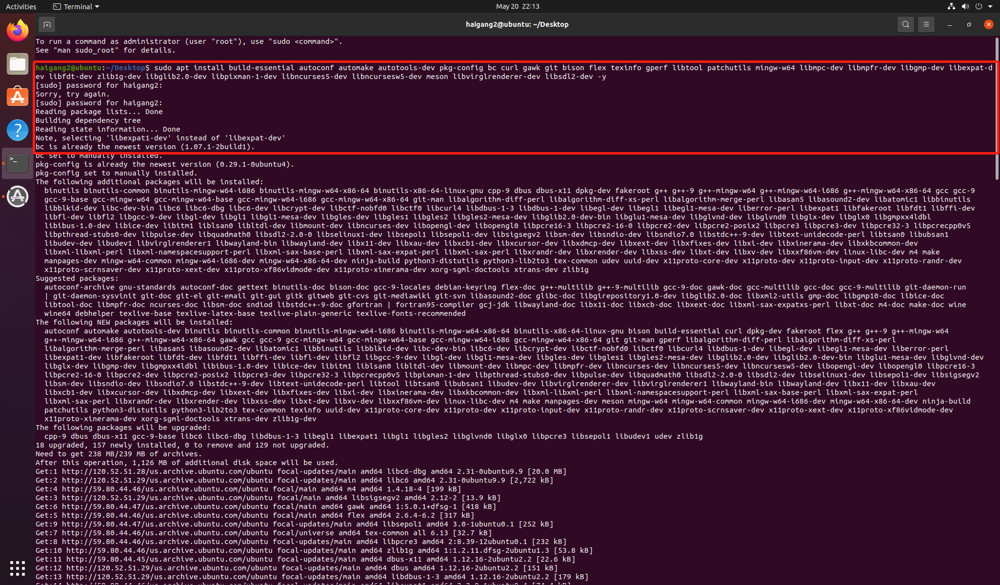 Activities
Terminal
May 20 22:13
haigang2@ubuntu: ~/Desktop
To run a command as administrator (user "root"), use "sudo <command>".
See "man sudo_root" for details.
haigang2@ubuntu:~/Desktop$ sudo apt install build-essential autoconf automake autotools-dev pkg-config bc curl gawk git bison flex texinfo gperf libtool patchutils mingw-w64 libmpc-dev libmpfr-dev libgmp-dev libexpat-d
ev libfdt-dev zlib1g-dev libglib2.0-dev libpixman-1-dev libncurses5-dev libncursesw5-dev meson libvirglrenderer-dev libsdl2-dev -y
[sudo] password for haigang2:
Sorry, try again.
[sudo] password for haigang2:
Reading package lists... Done
Building dependency tree
Reading state information... Done
Note, selecting 'libexpat1-dev' instead of 'libexpat-dev'
bc is already the newest version (1.07.1-2build1).
bc set to manually installed.
pkg-config is already the newest version (0.29.1-0ubuntu4).
pkg-config set to manually installed.
The following additional packages will be installed:
binutils binutils-common binutils-mingw-w64-i686 binutils-mingw-w64-x86-64 binutils-x86-64-linux-gnu cpp-9 dbus dbus-x11 dpkg-dev fakeroot g++ g++-9 g++-mingw-w64 g++-mingw-w64-i686 g++-mingw-w64-x86-64 gcc gcc-9
gcc-9-base gcc-mingw-w64 gcc-mingw-w64-base gcc-mingw-w64-i686 gcc-mingw-w64-x86-64 git-man libalgorithm-diff-perl libalgorithm-diff-xs-perl libalgorithm-merge-perl libasan5 libasound2-dev libatomic1 libbinutils
libblkid-dev libc-dev-bin libc6 libc6-dbg libc6-dev libcrypt-dev libctf-nobfd0 libctf0 libcurl4 libdbus-1-3 libdbus-1-dev libegl-dev libegl1 libegl1-mesa-dev liberror-perl libexpat1 libfakeroot libfdt1 libffi-dev
libfl-dev libfl2 libgcc-9-dev libgl-dev libgl1 libgl1-mesa-dev libgles-dev libgles1 libgles2 libgles2-mesa-dev libglib2.0-dev-bin libglu1-mesa-dev libglvnd-dev libglvnd0 libglx-dev libglx0 libgmpxx4ldbl
libibus-1.0-dev libice-dev libitm1 liblsan0 libltdl-dev libmount-dev libncurses-dev libopengl-dev libopengl0 libpcre16-3 libpcre2-16-0 libpcre2-dev libpcre2-posix2 libpcre3 libpcre3-dev libpcre32-3 libpcrecpp0v5
libpthread-stubs0-dev libpulse-dev libquadmath0 libsdl2-2.0-0 libselinux1-dev libsepol1 libsepol1-dev libsigsegv2 libsm-dev libsndio-dev libsndio7.0 libstdc++-9-dev libtext-unidecode-perl libtsan0 libubsan1
libudev-dev libudev1 libvirglrenderer1 libwayland-bin libwayland-dev libx11-dev libxau-dev libxcb1-dev libxcursor-dev libxdmcp-dev libxext-dev libxfixes-dev libxi-dev libxinerama-dev libxkbcommon-dev
libxml-libxml-perl libxml-namespacesupport-perl libxml-sax-base-perl libxml-sax-expat-perl libxml-sax-perl libxrandr-dev libxrender-dev libxss-dev libxt-dev libxv-dev libxxf86vm-dev linux-libc-dev m4 make
manpages-dev mingw-w64-common mingw-w64-i686-dev mingw-w64-x86-64-dev ninja-build python3-distutils python3-lib2to3 tex-common udev uuid-dev x11proto-core-dev x11proto-dev x11proto-input-dev x11proto-randr-dev
x11proto-scrnsaver-dev x11proto-xext-dev x11proto-xf86vidmode-dev x11proto-xinerama-dev xorg-sgml-doctools xtrans-dev zlib1g
Suggested packages:
autoconf-archive gnu-standards autoconf-doc gettext binutils-doc bison-doc gcc-9-locales debian-keyring flex-doc g++-multilib g++-9-multilib gcc-9-doc gawk-doc gcc-multilib gcc-doc gcc-9-multilib git-daemon-run
| git-daemon-sysvinit git-doc git-el git-email git-gui gitk gitweb git-cvs git-mediawiki git-svn libasound2-doc glibc-doc libgirepository1.0-dev libglib2.0-doc libxml2-utils gmp-doc libgmp10-doc libice-doc
libtool-doc libmpfr-doc ncurses-doc libsm-doc sndiod libstdc++-9-doc gfortran | fortran95-compiler gcj-jdk libwayland-doc libx11-doc libxcb-doc libxext-doc libxml-sax-expatxs-perl libxt-doc m4-doc make-doc wine
wine64 debhelper texlive-base texlive-latex-base texlive-plain-generic texlive-fonts-recommended
The following NEW packages will be installed:
autoconf automake autotools-dev binutils binutils-common binutils-mingw-w64-i686 binutils-mingw-w64-x86-64 binutils-x86-64-linux-gnu bison build-essential curl dpkg-dev fakeroot flex g++ g++-9 g++-mingw-w64
g++-mingw-w64-i686 g++-mingw-w64-x86-64 gawk gcc gcc-9 gcc-mingw-w64 gcc-mingw-w64-base gcc-mingw-w64-i686 gcc-mingw-w64-x86-64 git git-man gperf libalgorithm-diff-perl libalgorithm-diff-xs-perl
libalgorithm-merge-perl libasan5 libasound2-dev libatomic1 libbinutils libblkid-dev libc-dev-bin libc6-dev libcrypt-dev libctf-nobfd0 libctf0 libcurl4 libdbus-1-dev libegl-dev libegl1-mesa-dev liberror-perl
libexpat1-dev libfakeroot libfdt-dev libfdt1 libffi-dev libfl-dev libfl2 libgcc-9-dev libgl-dev libgl1-mesa-dev libgles-dev libgles1 libgles2-mesa-dev libglib2.0-dev libglib2.0-dev-bin libglu1-mesa-dev libglvnd-dev
libglx-dev libgmp-dev libgmpxx4ldbl libibus-1.0-dev libice-dev libitm1 liblsan0 libltdl-dev libmount-dev libmpc-dev libmpfr-dev libncurses-dev libncurses5-dev libncursesw5-dev libopengl-dev libopengl0 libpcre16-3
libpcre2-16-0 libpcre2-dev libpcre2-posix2 libpcre3-dev libpcre32-3 libpcrecpp0v5 libpixman-1-dev libpthread-stubs0-dev libpulse-dev libquadmath0 libsdl2-2.0-0 libsdl2-dev libselinux1-dev libsepol1-dev libsigsegv2
libsm-dev libsndio-dev libsndio7.0 libstdc++-9-dev libtext-unidecode-perl libtool libtsan0 libubsan1 libudev-dev libvirglrenderer-dev libvirglrenderer1 libwayland-bin libwayland-dev libx11-dev libxau-dev
libxcb1-dev libxcursor-dev libxdmcp-dev libxext-dev libxfixes-dev libxi-dev libxinerama-dev libxkbcommon-dev libxml-libxml-perl libxml-namespacesupport-perl libxml-sax-base-perl libxml-sax-expat-perl
libxml-sax-perl libxrandr-dev libxrender-dev libxss-dev libxt-dev libxv-dev libxxf86vm-dev linux-libc-dev m4 make manpages-dev meson mingw-w64 mingw-w64-common mingw-w64-i686-dev mingw-w64-x86-64-dev ninja-build
patchutils python3-distutils python3-lib2to3 tex-common texinfo uuid-dev x11proto-core-dev x11proto-dev x11proto-input-dev x11proto-randr-dev x11proto-scrnsaver-dev x11proto-xext-dev x11proto-xf86vidmode-dev
x11proto-xinerama-dev xorg-sgml-doctools xtrans-dev zlib1g-dev
The following packages will be upgraded:
cpp-9 dbus dbus-x11 gcc-9-base libc6 libc6-dbg libdbus-1-3 libegl1 libexpat1 libgl1 libgles2 libglvnd0 libglx0 libpcre3 libsepol1 libudev1 udev zlib1g
18 upgraded, 157 newly installed, 0 to remove and 129 not upgraded.
Need to get 238 MB/239 MB of archives.
After this operation, 1,126 MB of additional disk space will be used.
Get:1 http://120.52.51.28/us.archive.ubuntu.com/ubuntu focal-updates/main amd64 libc6-dbg amd64 2.31-0ubuntu9.9 [20.0 MB]
Get:2 http://120.52.51.29/us.archive.ubuntu.com/ubuntu focal-updates/main amd64 libc6 amd64 2.31-0ubuntu9.9 [2,722 kB]
Get:4 http://59.80.44.46/us.archive.ubuntu.com/ubuntu focal/main amd64 m4 amd64 1.4.18-4 [199 kB]
Get:3 http://120.52.51.29/us.archive.ubuntu.com/ubuntu focal/main amd64 libsigsegv2 amd64 2.12-2 [13.9 kB]
Get:6 http://59.80.44.47/us.archive.ubuntu.com/ubuntu focal/main amd64 gawk amd64 1:5.0.1+dfsg-1 [418 kB]
Get:5 http://59.80.44.46/us.archive.ubuntu.com/ubuntu focal/main amd64 flex amd64 2.6.4-6.2 [317 kB]
Get:9 http://59.80.44.47/us.archive.ubuntu.com/ubuntu focal-updates/main amd64 libsepol1 amd64 3.0-1ubuntu0.1 [252 kB]
Get:7 http://59.80.44.46/us.archive.ubuntu.com/ubuntu focal/universe amd64 tex-common all 6.13 [32.7 kB]
Get:8 http://59.80.44.46/us.archive.ubuntu.com/ubuntu focal-updates/main amd64 libpcre3 amd64 2:8.39-12ubuntu0.1 [232 kB]
Get:10 http://59.80.44.46/us.archive.ubuntu.com/ubuntu focal-updates/main amd64 zlib1g amd64 1:1.2.11.dfsg-2ubuntu1.3 [53.8 kB]
Get:11 http://59.80.44.45/us.archive.ubuntu.com/ubuntu focal-updates/main amd64 dbus-x11 amd64 1.12.16-2ubuntu2.2 [22.6 kB]
Get:12 http://120.52.51.29/us.archive.ubuntu.com/ubuntu focal-updates/main amd64 dbus amd64 1.12.16-2ubuntu2.2 [151 kB]
Get:13 http://120.52.51.29/us.archive.ubuntu.com/ubuntu focal-updates/main amd64 libdbus-1-3 amd64 1.12.16-2ubuntu2.2 [179 kB]